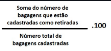 Soma do número de
bagagens que estão
cadastradas como retiradas
.100
Número total de
bagagens cadastradas